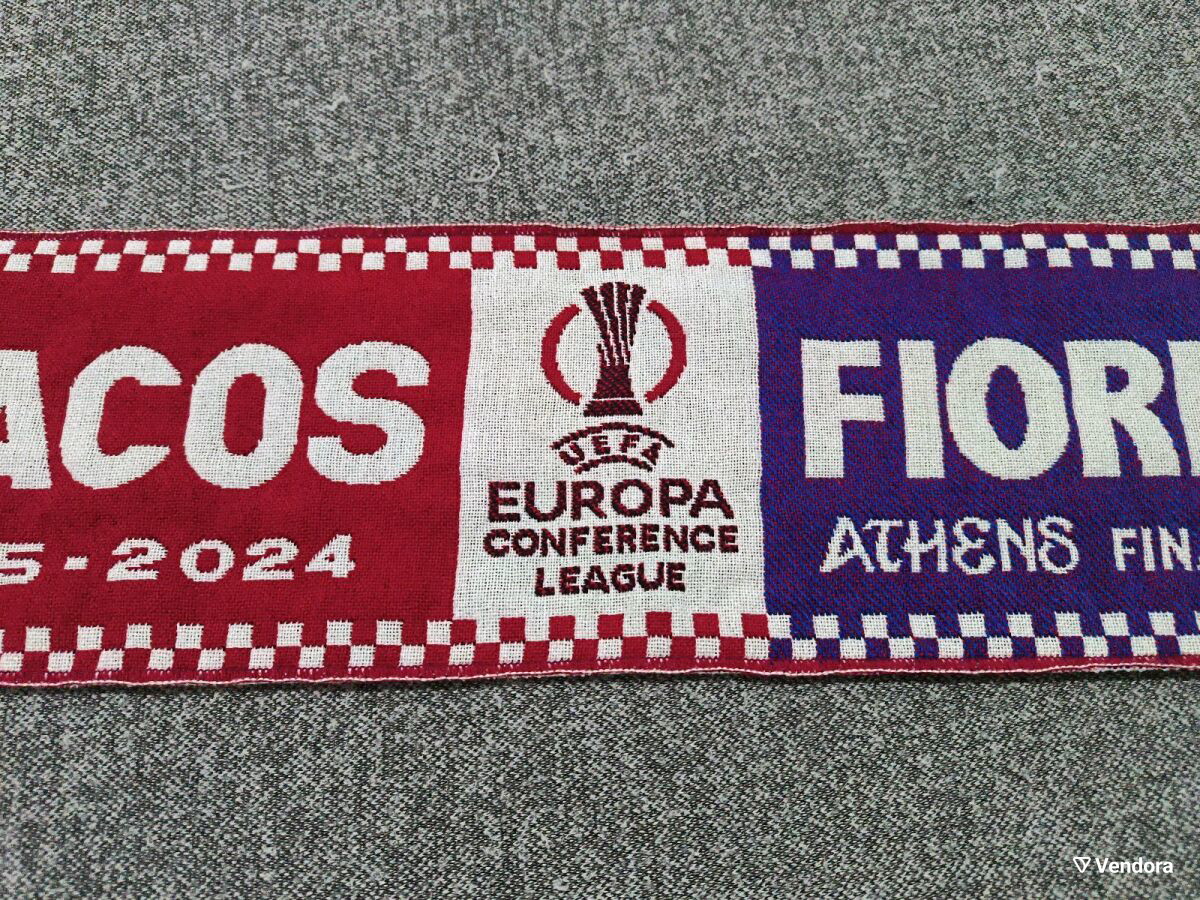 ACOS
5-2024
UEFA
EUROPA
CONFERENCE
LEAGUE
FIOR
ATHENS FIN
Vendora